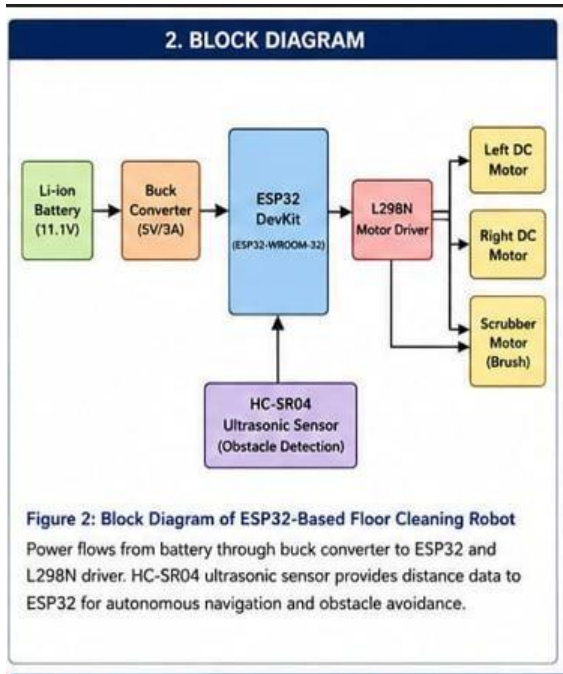 2. BLOCK DIAGRAM
Li-ion
Battery
(11.1V)
Buck
Converter
(5V/3A)
ESP32
DevKit
(ESP32-WROOM-32)
L298N
Motor Driver
Left DC
Motor
Right DC
Motor
Scrubber
Motor
(Brush)
HC-SR04
Ultrasonic Sensor
(Obstacle Detection)
Figure 2: Block Diagram of ESP32-Based Floor Cleaning Robot
Power flows from battery through buck converter to ESP32 and
L298N driver. HC-SR04 ultrasonic sensor provides distance data to
ESP32 for autonomous navigation and obstacle avoidance.